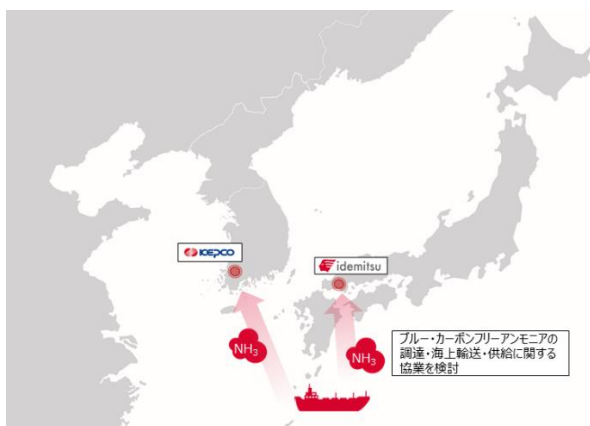 KEPCO
idemitsu
NH3
NH3
ブルー・カーボンフリーアンモニアの
調達・海上輸送・供給に関する
協業を検討